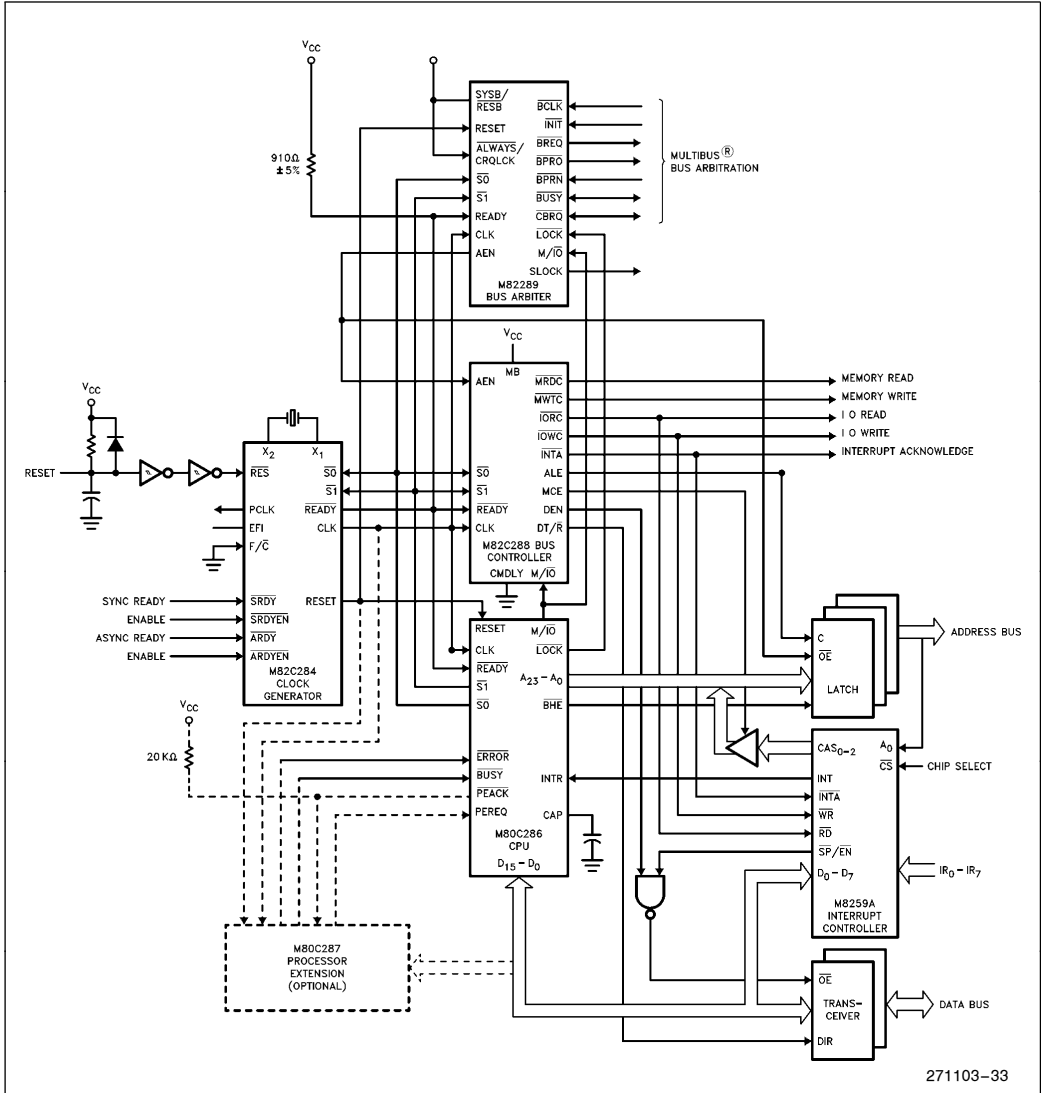 VCC
910Ω
±5%
SYSB/
RESB
RESET
ALWAYS/
CRQLCK
S0
S1
READY
CLK
AEN
BCLK
INIT
BREQ
BPRO
BPRN
BUSY
CBRQ
LOCK
M/IO
SLOCK
M82289
BUS ARBITER
MULTIBUS®
BUS ARBITRATION
VCC
MB
AEN
S0
S1
READY
CLK
MRDC
MWTC
IORC
IOWC
INTA
ALE
MCE
DEN
DT/R
M82C288 BUS
CONTROLLER
CMDLY M/IO
MEMORY READ
MEMORY WRITE
I O READ
I O WRITE
INTERRUPT ACKNOWLEDGE
VCC
RESET
X2
X1
RES
PCLK
EFI
F/C
S0
S1
READY
CLK
RESET
SYNC READY
ENABLE
ASYNC READY
ENABLE
SRDY
SRDYEN
ARDY
ARDYEN
M82C284
CLOCK
GENERATOR
RESET
CLK
READY
S1
S0
M/IO
LOCK
A23–A0
BHE
ERROR
BUSY
PEACK
PEREQ
INTR
CAP
M80C286
CPU
D15–D0
VCC
20 KΩ
C
OE
LATCH
ADDRESS BUS
CAS0-2
A0
CS
CHIP SELECT
INT
INTA
WR
RD
SP/EN
D0–D7
IR0–IR7
M8259A
INTERRUPT
CONTROLLER
M80C287
PROCESSOR
EXTENSION
(OPTIONAL)
OE
TRANS-
CEIVER
DIR
DATA BUS
271103–33